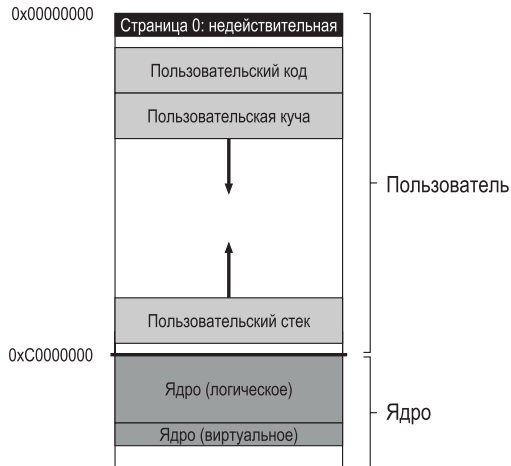 0x00000000
Страница 0: недействительная
Пользовательский код
Пользовательская куча
Пользователь
Пользовательский стек
0xC0000000
Ядро (логическое)
Ядро
Ядро (виртуальное)